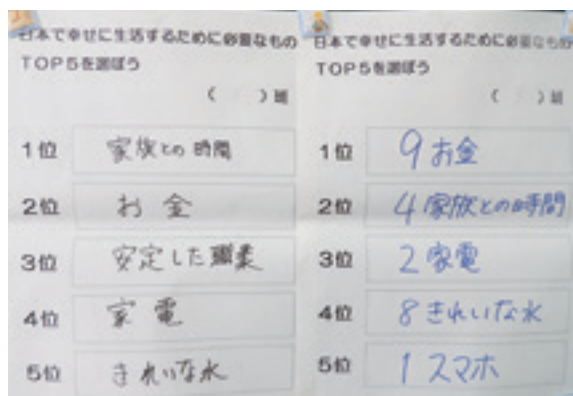 日本で幸せに生活するために必要なもの
TOP5を選ぼう
( )班
1位 家族との時間
2位 お金
3位 安定した職業
4位 家電
5位 きれいな水
日本で幸せに生活するために必要なもの
TOP5を選ぼう
( )班
1位 9 お金
2位 4 家族との時間
3位 2 家電
4位 8 きれいな水
5位 1 スマホ